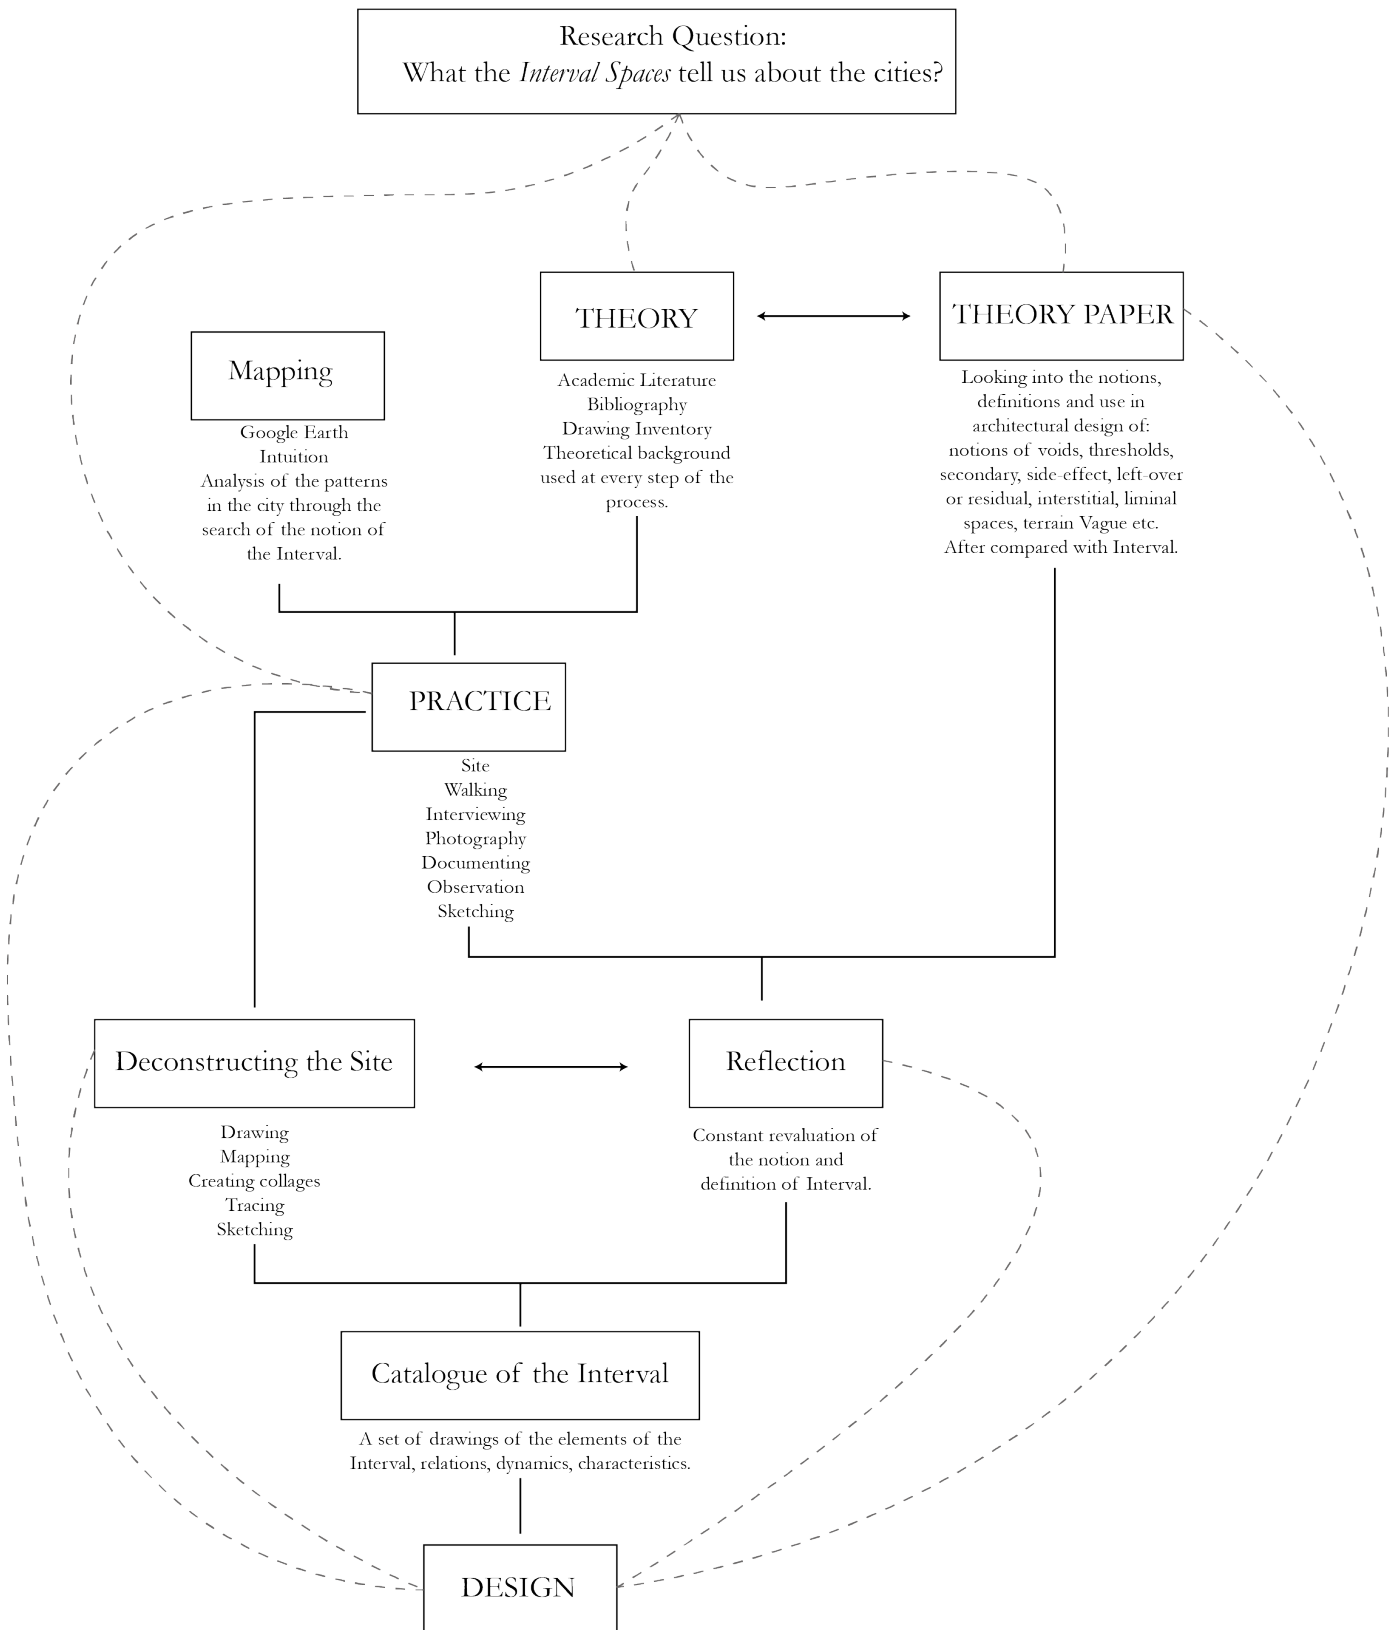 Research Question:
What the Interval Spaces tell us about the cities?
THEORY
THEORY PAPER
Mapping
Academic Literature
Bibliography
Drawing Inventory
Theoretical background
used at every step of the
process.
Looking into the notions,
definitions and use in
architectural design of:
notions of voids, thresholds,
secondary, side-effect, left-over
or residual, interstitial, liminal
spaces, terrain Vague etc.
After compared with Interval.
Google Earth
Intuition
Analysis of the patterns
in the city through the
search of the notion of
the Interval.
PRACTICE
Site
Walking
Interviewing
Photography
Documenting
Observation
Sketching
Deconstructing the Site
Reflection
Drawing
Mapping
Creating collages
Tracing
Sketching
Constant revaluation of
the notion and
definition of Interval.
Catalogue of the Interval
A set of drawings of the elements of the
Interval, relations, dynamics, characteristics.
DESIGN